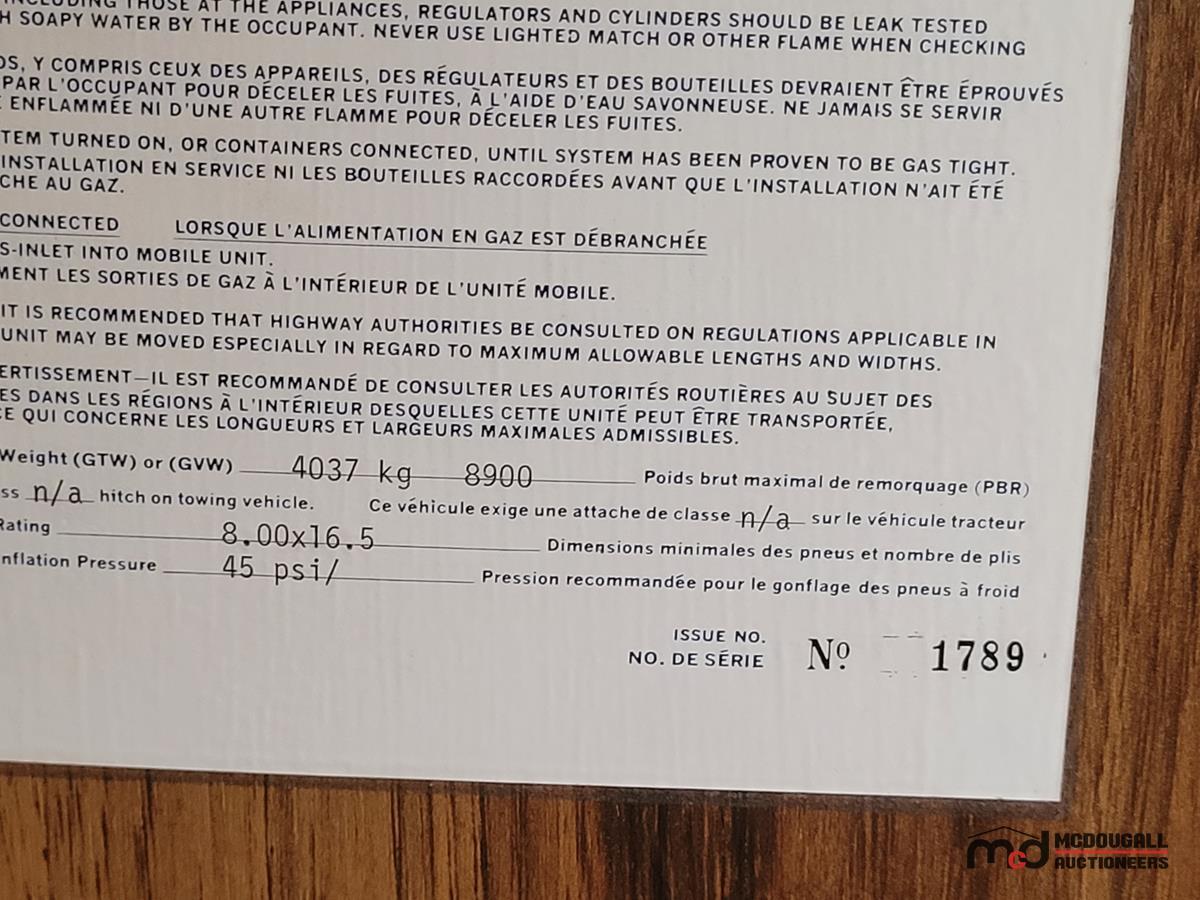 INCLUDING THOSE AT THE APPLIANCES, REGULATORS AND CYLINDERS SHOULD BE LEAK TESTED
H SOAPY WATER BY THE OCCUPANT. NEVER USE LIGHTED MATCH OR OTHER FLAME WHEN CHECKING
DS, Y COMPRIS CEUX DES APPAREILS, DES RÉGULATEURS ET DES BOUTEILLES DEVRAIENT ÊTRE ÉPROUVÉS
PAR L'OCCUPANT POUR DÉCELER LES FUITES, À L'AIDE D'EAU SAVONNEUSE. NE JAMAIS SE SERVIR
ENFLAMMÉE NI D'UNE AUTRE FLAMME POUR DÉCELER LES FUITES.
TEM TURNED ON, OR CONTAINERS CONNECTED, UNTIL SYSTEM HAS BEEN PROVEN TO BE GAS TIGHT.
INSTALLATION EN SERVICE NI LES BOUTEILLES RACCORDÉES AVANT QUE L'INSTALLATION N'AIT ÉTÉ
CHE AU GAZ.
CONNECTED LORSQUE L'ALIMENTATION EN GAZ EST DÉBRANCHÉE
S-INLET INTO MOBILE UNIT.
MENT LES SORTIES DE GAZ À L'INTÉRIEUR DE L'UNITÉ MOBILE.
IT IS RECOMMENDED THAT HIGHWAY AUTHORITIES BE CONSULTED ON REGULATIONS APPLICABLE IN
UNIT MAY BE MOVED ESPECIALLY IN REGARD TO MAXIMUM ALLOWABLE LENGTHS AND WIDTHS.
ERTISSEMENT—IL EST RECOMMANDÉ DE CONSULTER LES AUTORITÉS ROUTIÈRES AU SUJET DES
ES DANS LES RÉGIONS À L'INTÉRIEUR DESQUELLES CETTE UNITÉ PEUT ÊTRE TRANSPORTÉE,
CE QUI CONCERNE LES LONGUEURS ET LARGEURS MAXIMALES ADMISSIBLES.
Weight (GTW) or (GVW) 4037 kg 8900 Poids brut maximal de remorquage (PBR)
ss n/a hitch on towing vehicle. Ce véhicule exige une attache de classe n/a sur le véhicule tracteur
Rating 8.00x16.5 Dimensions minimales des pneus et nombre de plis
nflation Pressure 45 psi/ Pression recommandée pour le gonflage des pneus à froid
ISSUE NO.
NO. DE SÉRIE Nº 1789
mcd MCDOUGALL
AUCTIONEERS